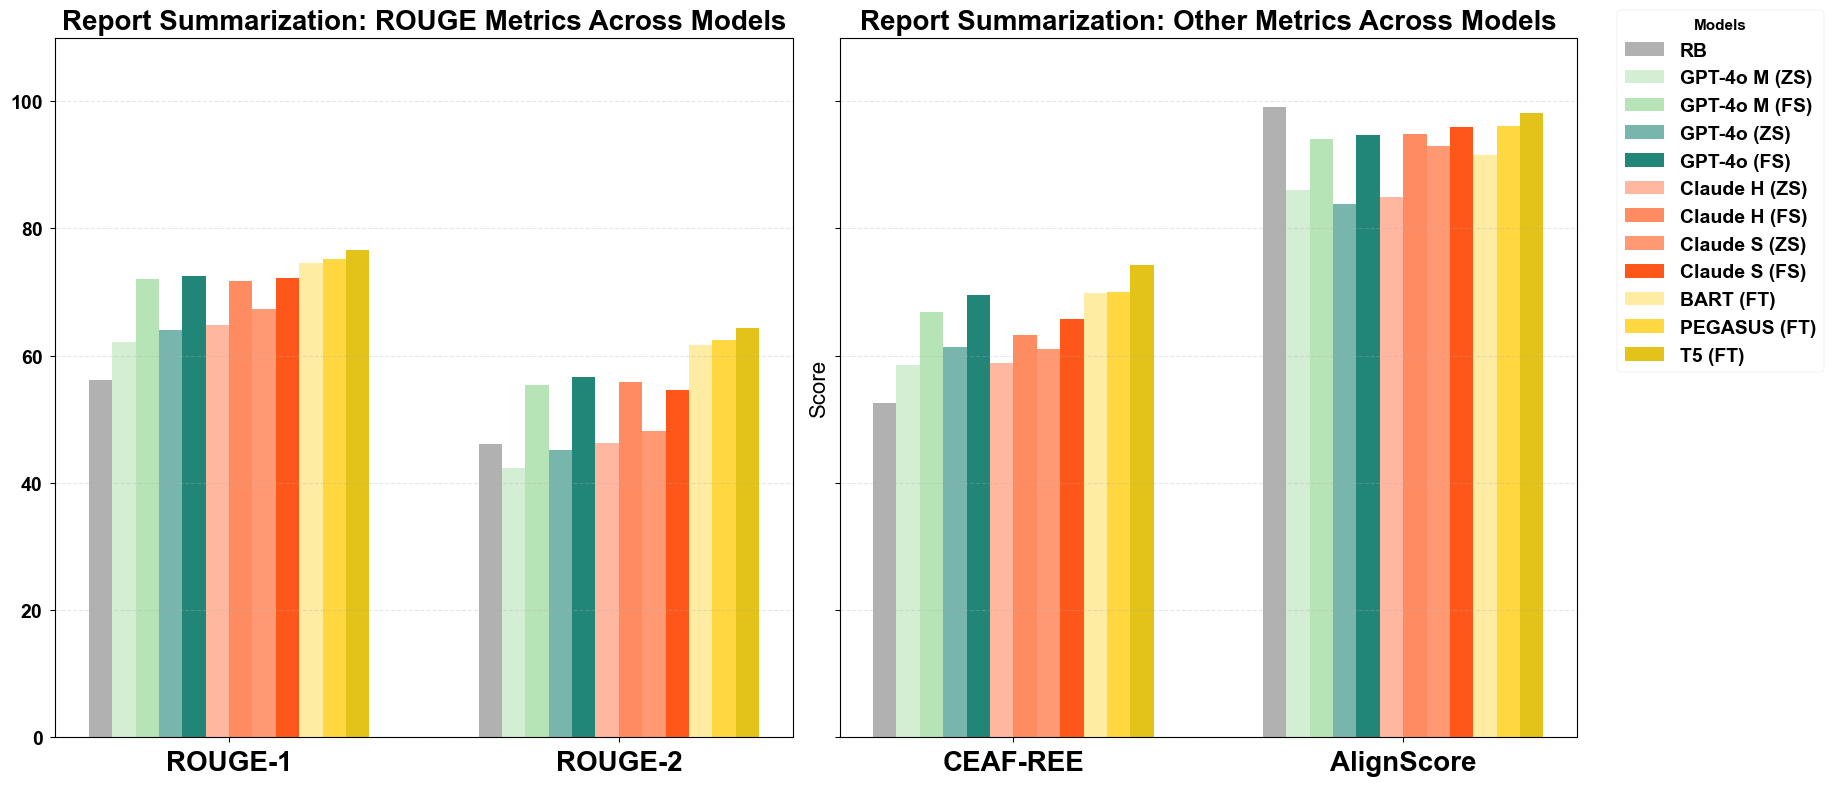 Report Summarization: ROUGE Metrics Across Models
100
80
60
40
20
0
ROUGE-1
ROUGE-2
Report Summarization: Other Metrics Across Models
Score
CEAF-REE
AlignScore
Models
RB
GPT-4o M (ZS)
GPT-4o M (FS)
GPT-4o (ZS)
GPT-4o (FS)
Claude H (ZS)
Claude H (FS)
Claude S (ZS)
Claude S (FS)
BART (FT)
PEGASUS (FT)
T5 (FT)